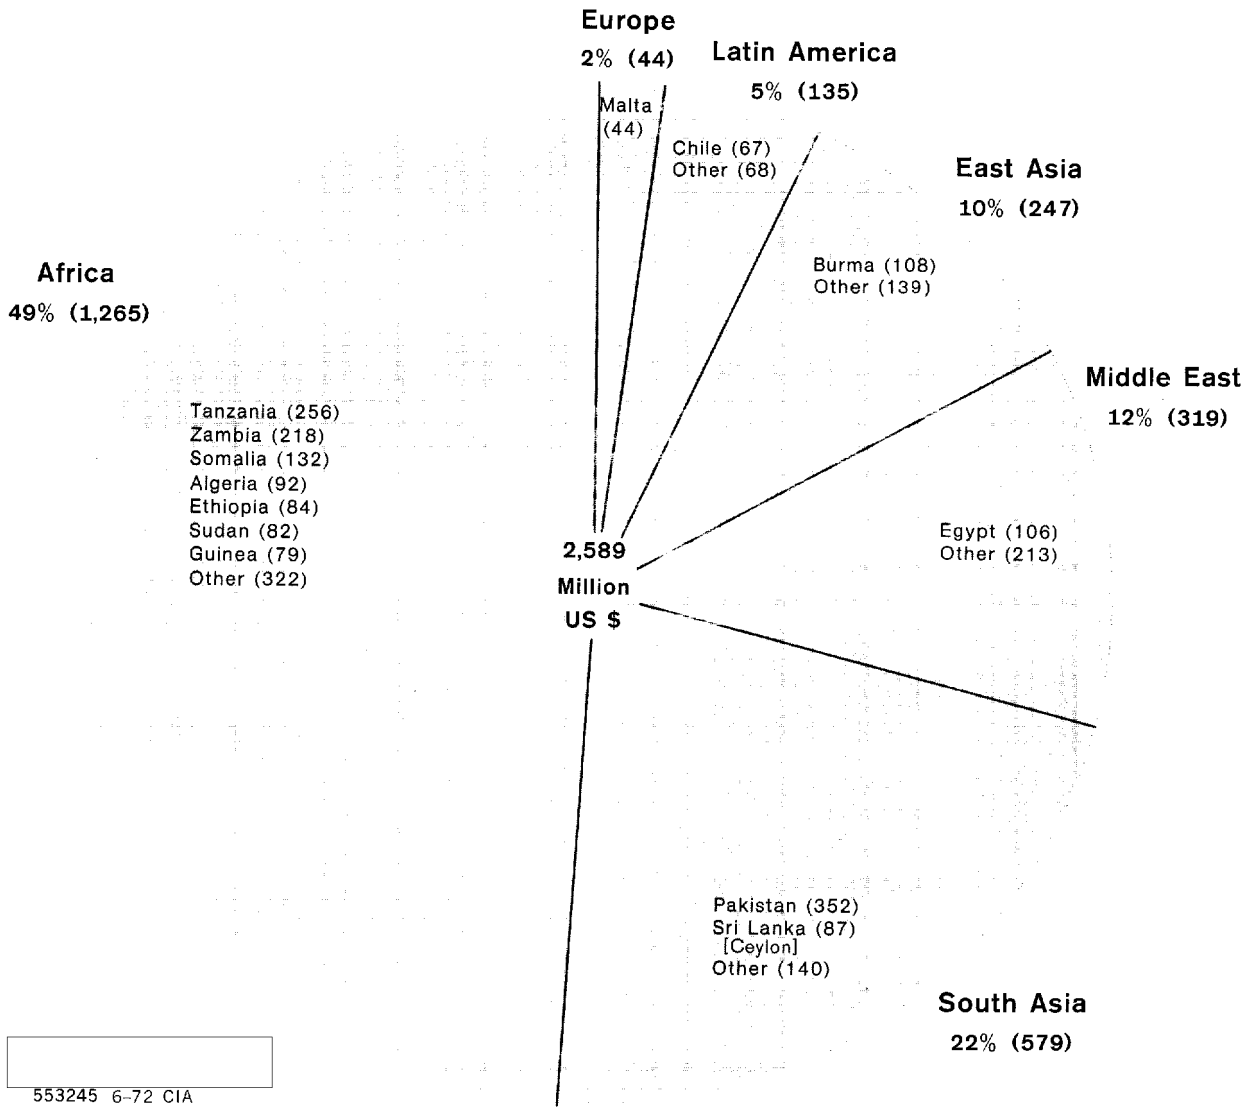 Europe
2% (44)
Malta
(44)
Latin America
5% (135)
Chile (67)
Other (68)
East Asia
10% (247)
Burma (108)
Other (139)
Africa
49% (1,265)
Tanzania (256)
Zambia (218)
Somalia (132)
Algeria (92)
Ethiopia (84)
Sudan (82)
Guinea (79)
Other (322)
Middle East
12% (319)
Egypt (106)
Other (213)
2,589
Million
US $
Pakistan (352)
Sri Lanka (87)
[Ceylon]
Other (140)
South Asia
22% (579)
553245 6-72 CIA